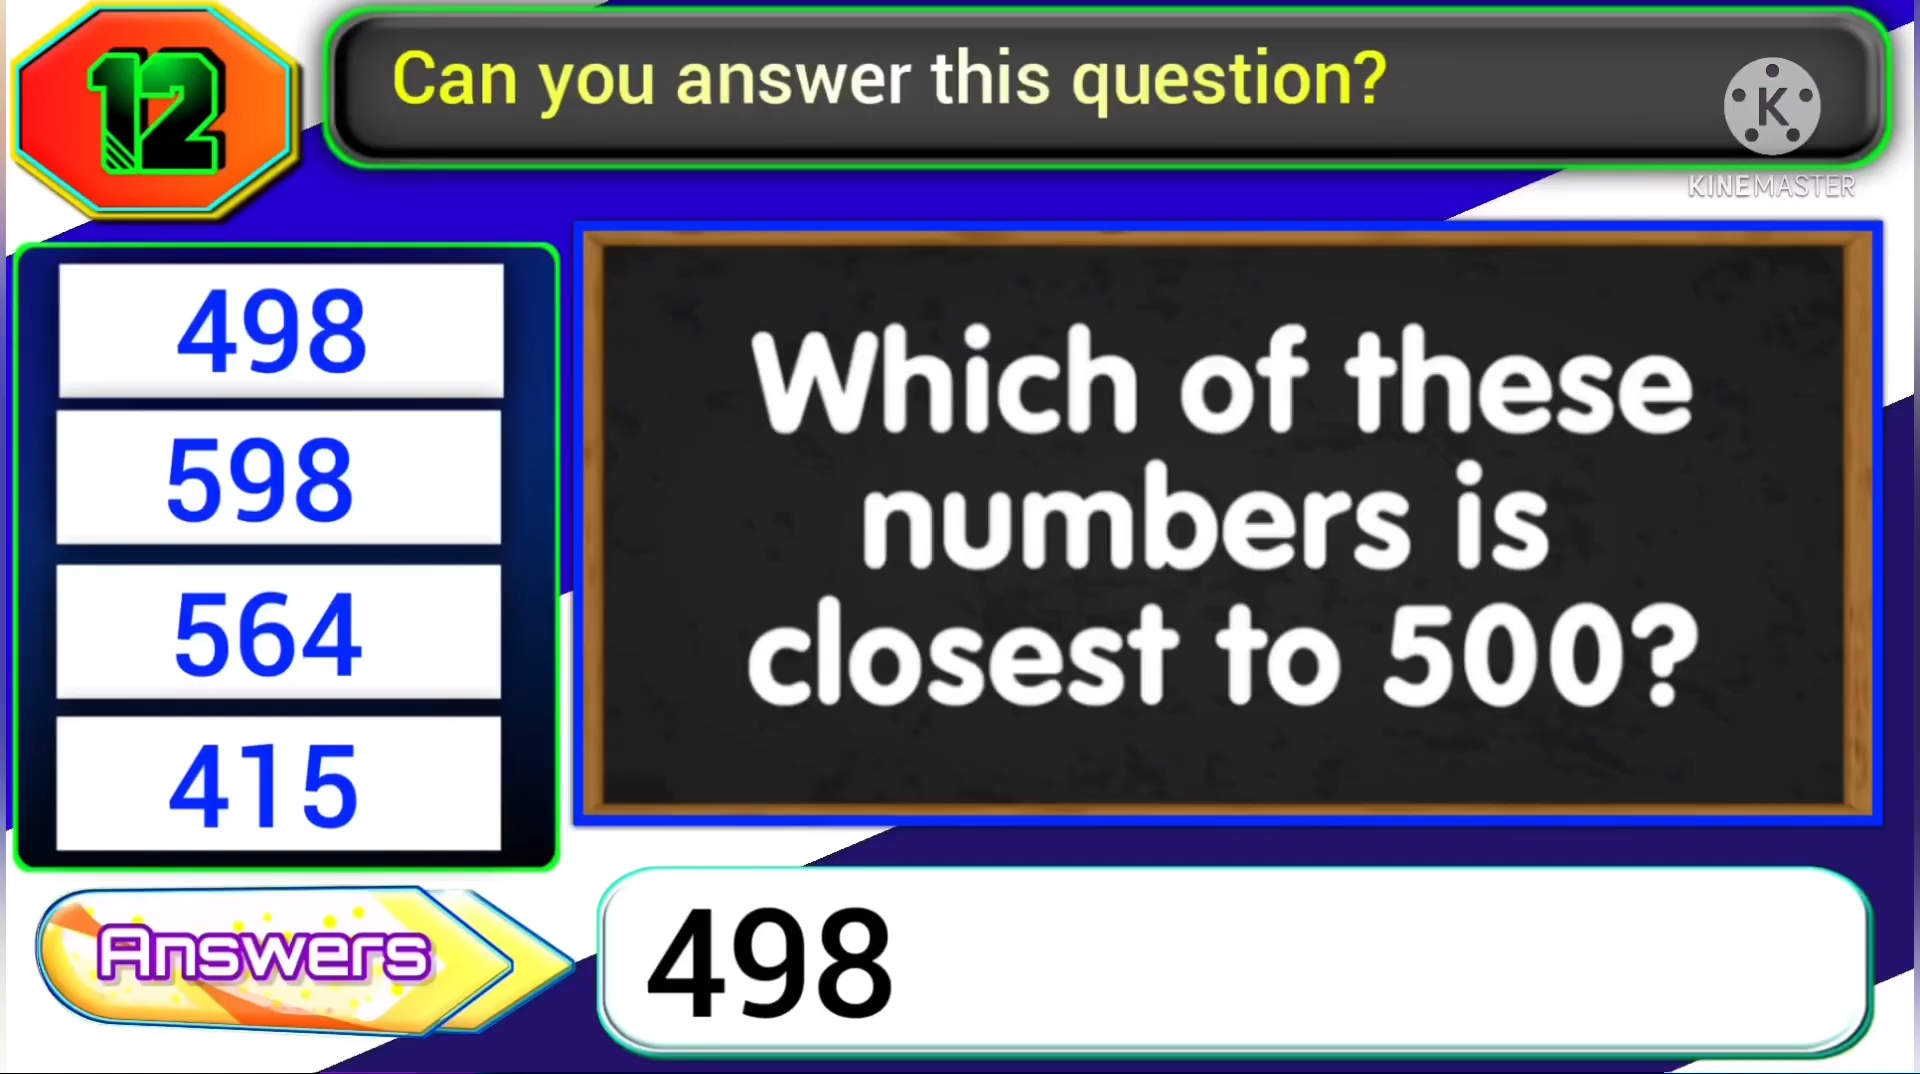 12
Can you answer this question?
K
KINEMASTER
498
598
564
415
Which of these
numbers is
closest to 500?
Answers
498